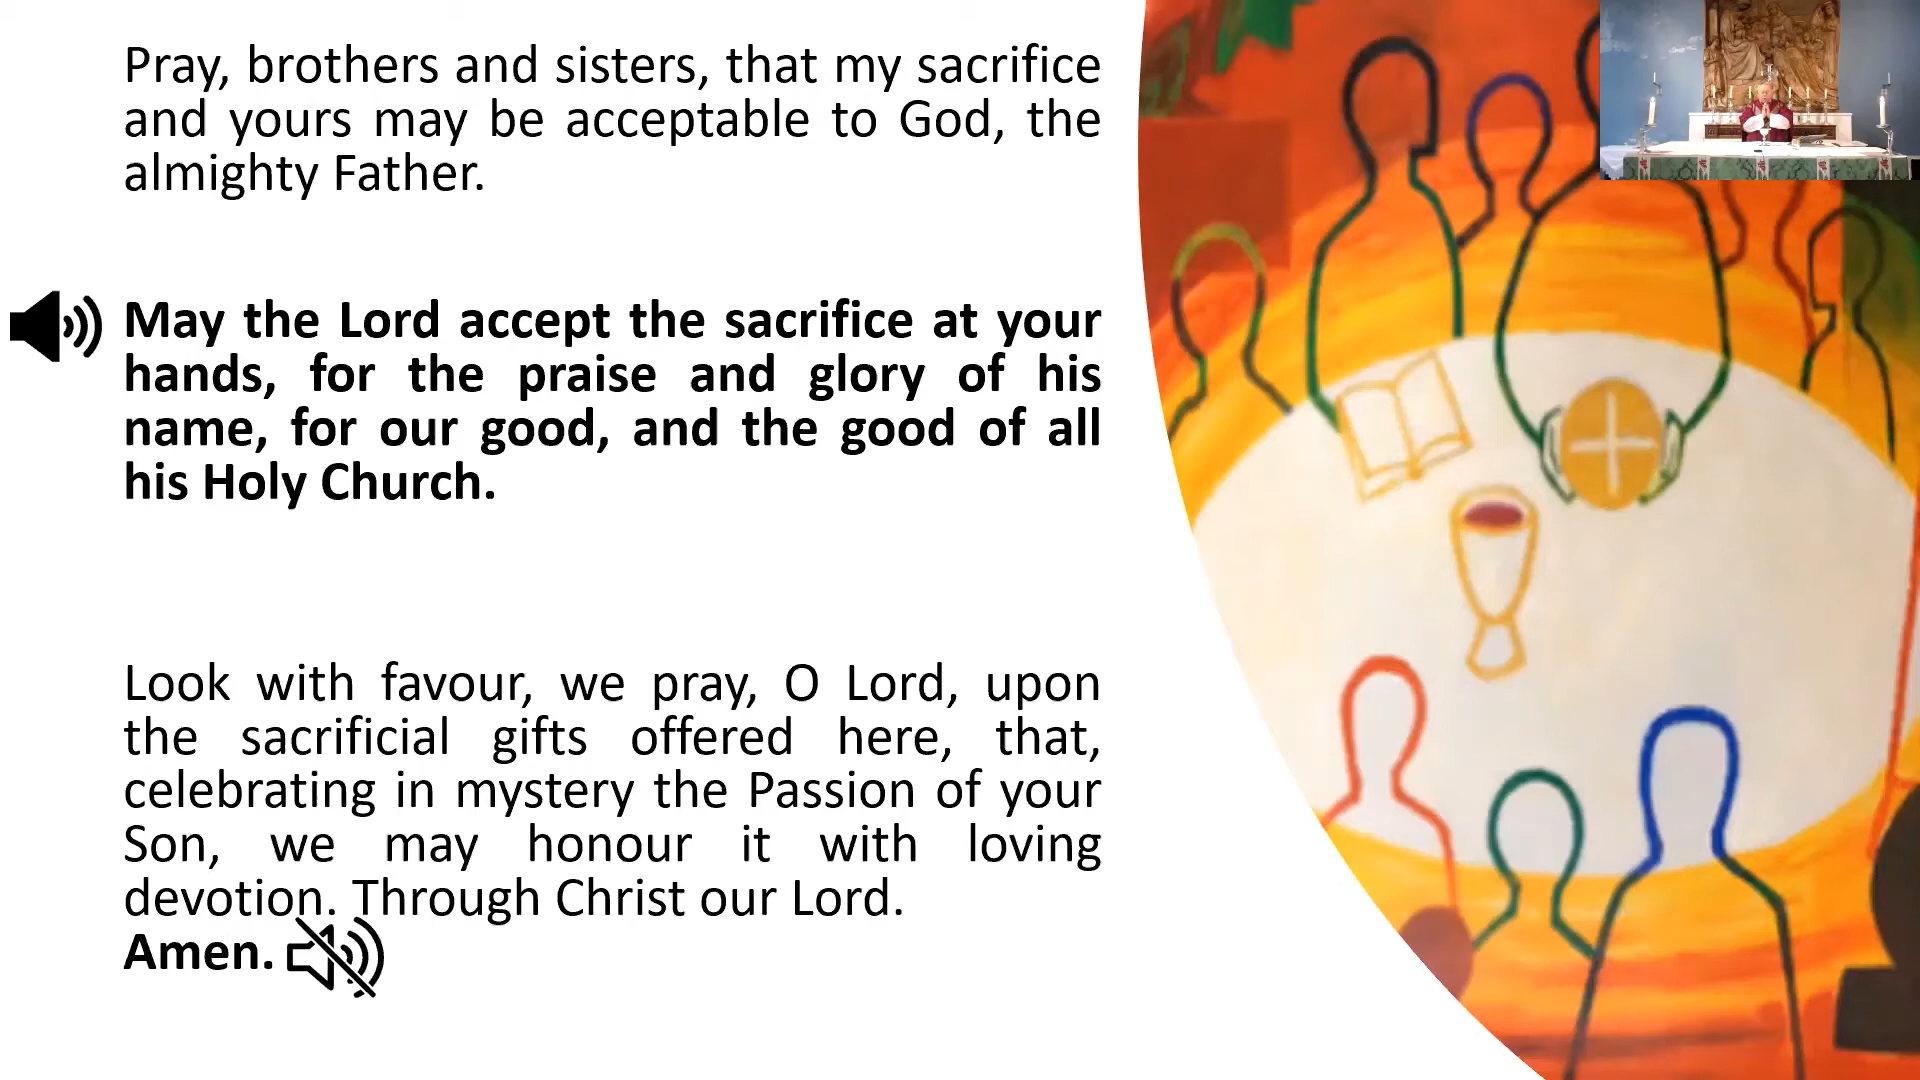 Pray, brothers and sisters, that my sacrifice
and yours may be acceptable to God, the
almighty Father.
May the Lord accept the sacrifice at your
hands, for the praise and glory of his
name, for our good, and the good of all
his Holy Church.
Look with favour, we pray, O Lord, upon
the sacrificial gifts offered here, that,
celebrating in mystery the Passion of your
Son, we may honour it with loving
devotion. Through Christ our Lord.
Amen.